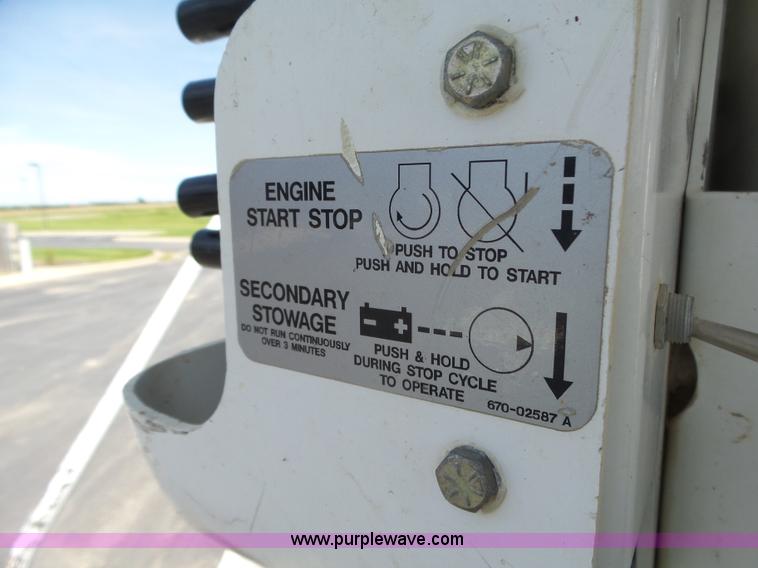 ENGINE
START STOP
PUSH TO STOP
PUSH AND HOLD TO START
SECONDARY
STOWAGE
DO NOT RUN CONTINUOUSLY
OVER 3 MINUTES
PUSH & HOLD
DURING STOP CYCLE
TO OPERATE
670-02587 A
www.purplewave.com